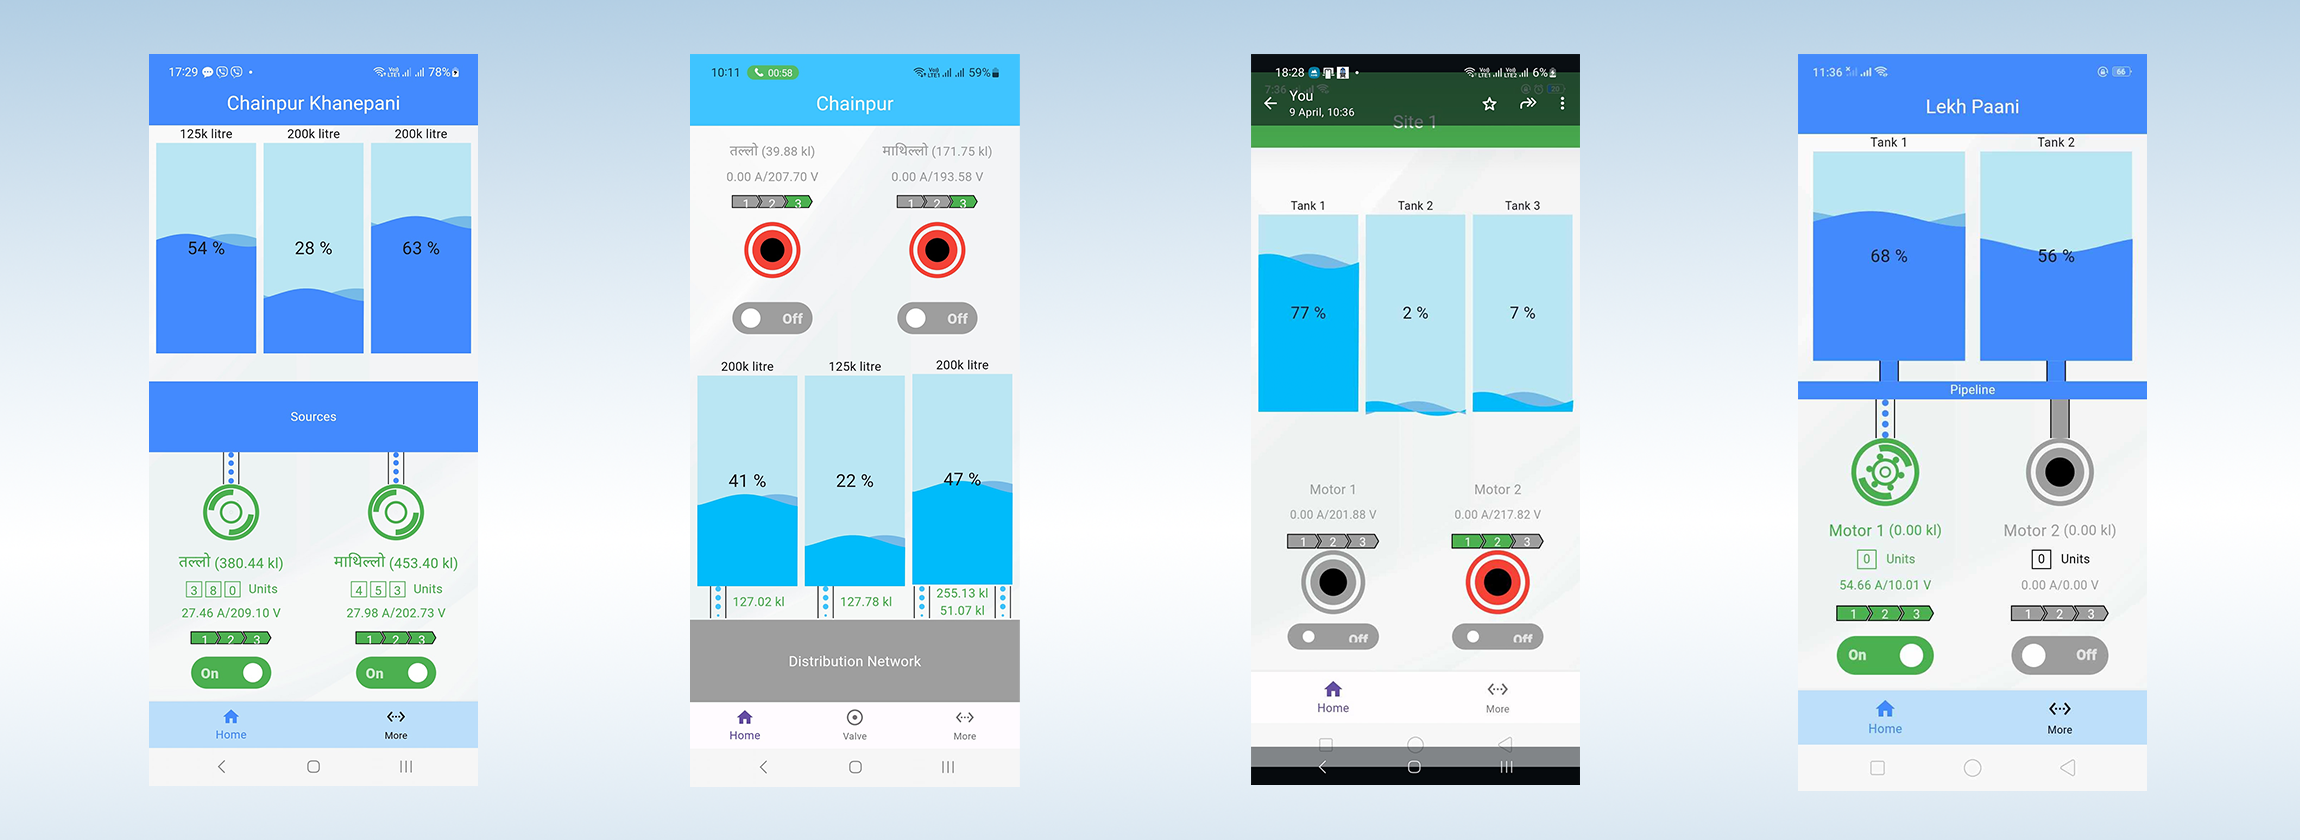 17:29
78%
Chainpur Khanepani
125k litre 200k litre 200k litre
54 % 28 % 63 %
Sources
तल्लो (380.44 kl) माथिल्लो (453.40 kl)
3 8 0 Units 4 5 3 Units
27.46 A/209.10 V 27.98 A/202.73 V
1 2 3 1 2 3
On On
Home More
10:11 00:58 59%
Chainpur
तल्लो (39.88 kl) माथिल्लो (171.75 kl)
0.00 A/207.70 V 0.00 A/193.58 V
1 2 3 1 2 3
Off Off
200k litre 125k litre 200k litre
41 % 22 % 47 %
127.02 kl 127.78 kl 255.13 kl
51.07 kl
Distribution Network
Home Valve More
18:28 6%
7:36
You
9 April, 10:36
Site 1
Tank 1 Tank 2 Tank 3
77 % 2 % 7 %
Motor 1 Motor 2
0.00 A/201.88 V 0.00 A/217.82 V
1 2 3 1 2 3
Off Off
Home More
11:36 66
Lekh Paani
Tank 1 Tank 2
68 % 56 %
Pipeline
Motor 1 (0.00 kl) Motor 2 (0.00 kl)
0 Units 0 Units
54.66 A/10.01 V 0.00 A/0.00 V
1 2 3 1 2 3
On Off
Home More